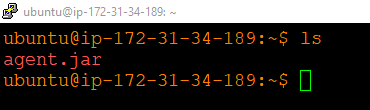 ubuntu@ip-172-31-34-189: ~
ubuntu@ip-172-31-34-189:~$ ls
agent.jar
ubuntu@ip-172-31-34-189:~$